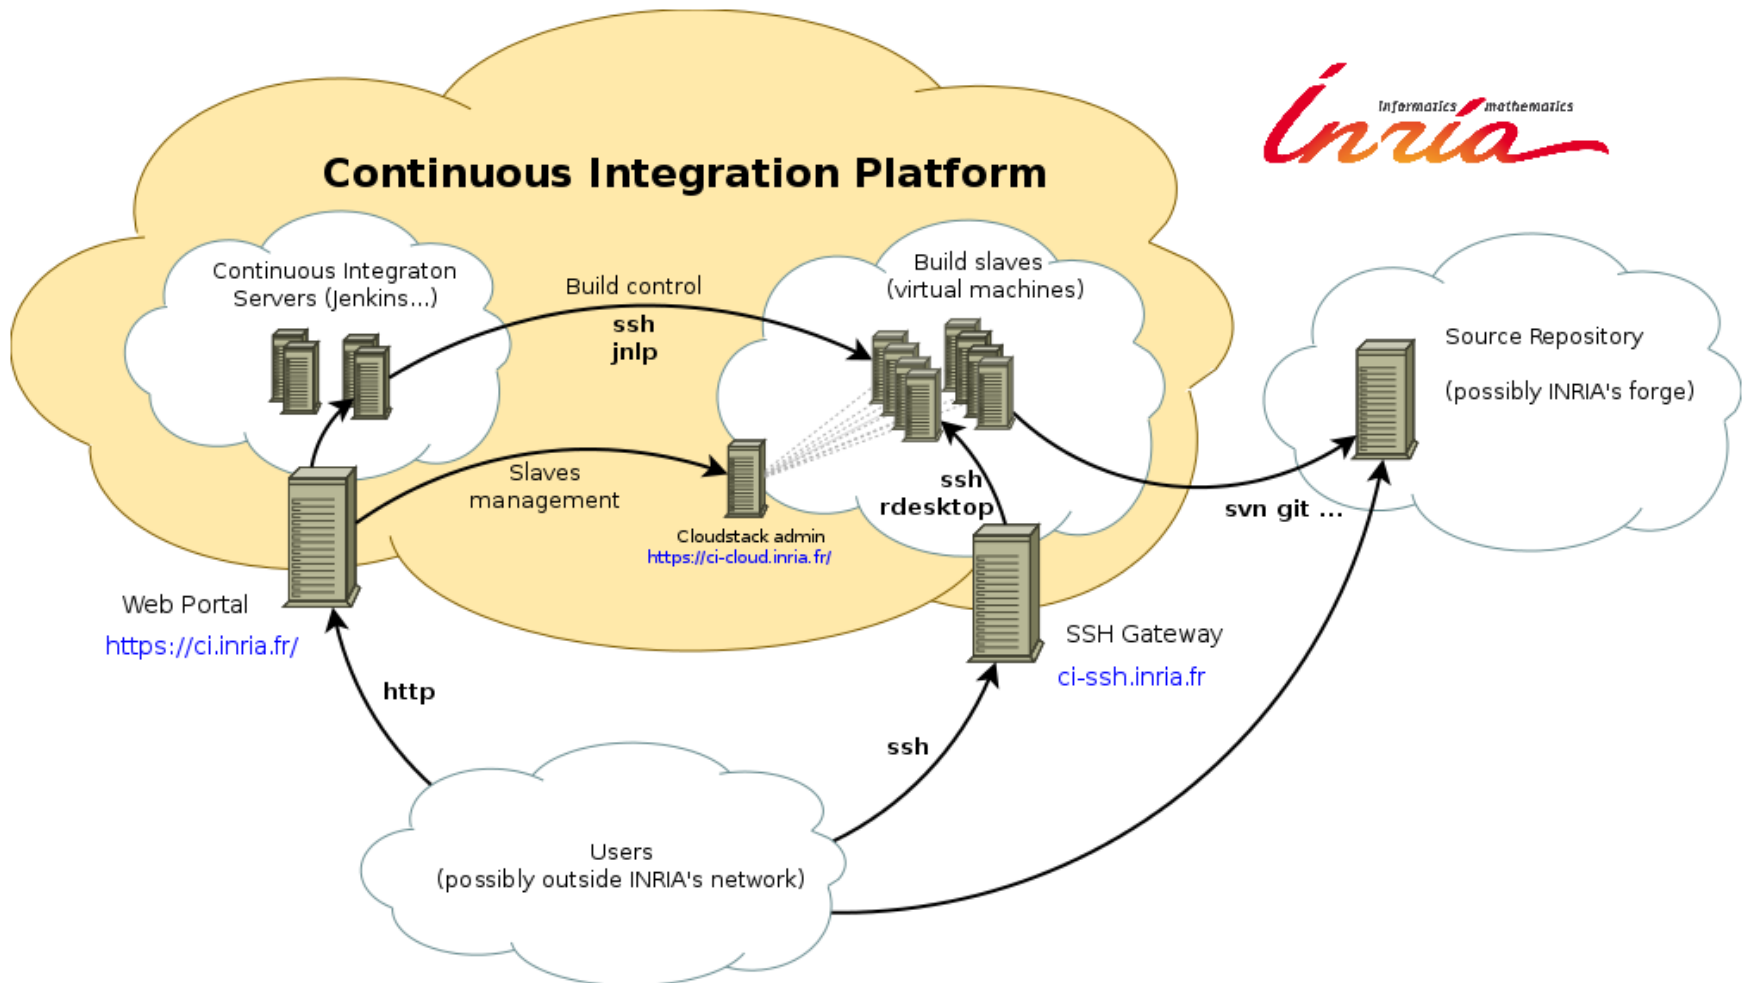 informatics mathematics
inria
Continuous Integration Platform
Continuous Integraton
Servers (Jenkins...)
Build control
ssh
jnlp
Build slaves
(virtual machines)
Source Repository
(possibly INRIA's forge)
Slaves
management
Cloudstack admin
https://ci-cloud.inria.fr/
ssh
rdesktop
svn git ...
Web Portal
https://ci.inria.fr/
SSH Gateway
ci-ssh.inria.fr
http
ssh
Users
(possibly outside INRIA's network)